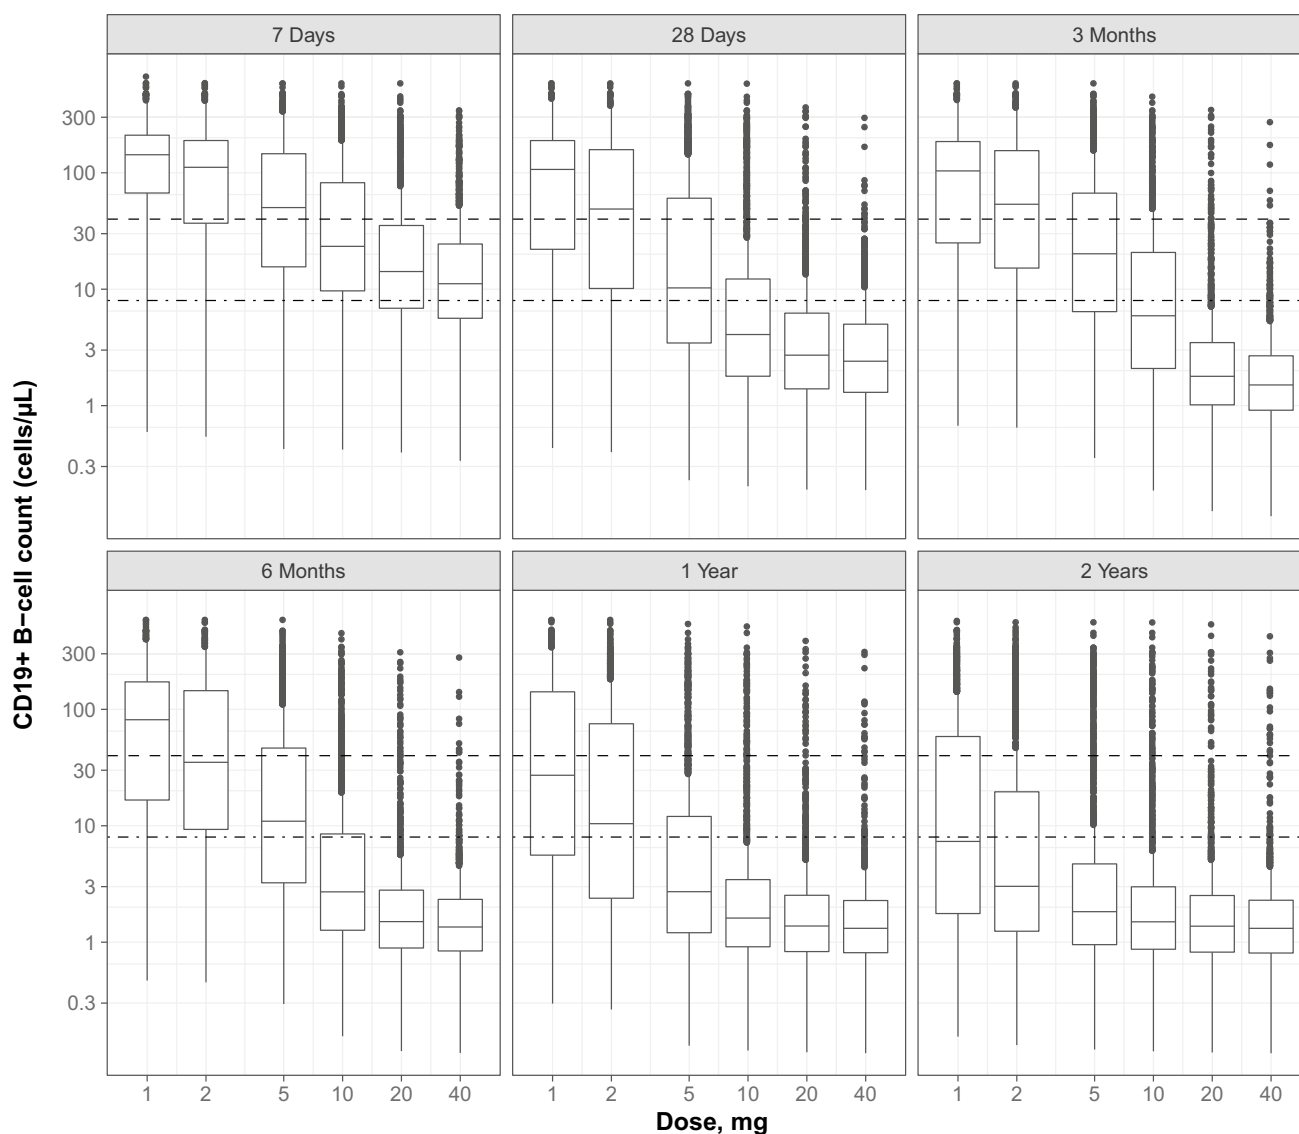 7 Days
28 Days
3 Months
300
100
30
10
3
1
0.3
6 Months
1 Year
2 Years
300
100
30
10
3
1
0.3
CD19+ B−cell count (cells/µL)
1 2 5 10 20 40
1 2 5 10 20 40
1 2 5 10 20 40
Dose, mg